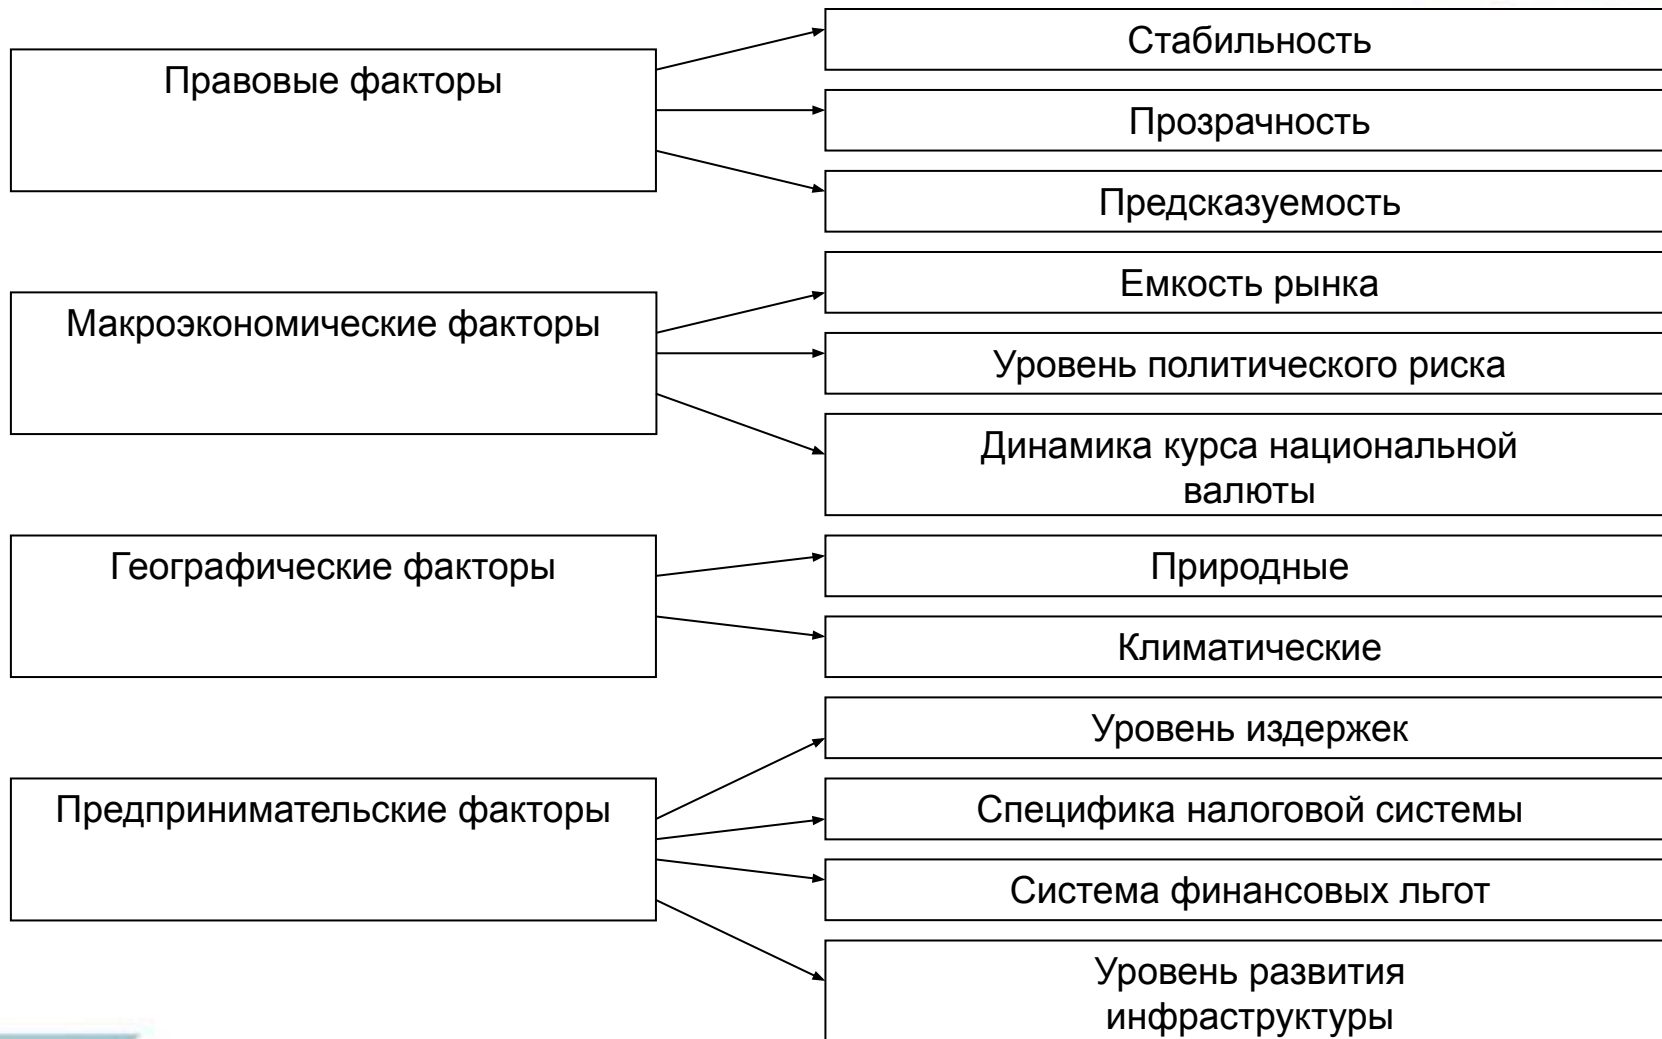 Правовые факторы
Стабильность
Прозрачность
Предсказуемость
Макроэкономические факторы
Емкость рынка
Уровень политического риска
Динамика курса национальной
валюты
Географические факторы
Природные
Климатические
Предпринимательские факторы
Уровень издержек
Специфика налоговой системы
Система финансовых льгот
Уровень развития
инфраструктуры